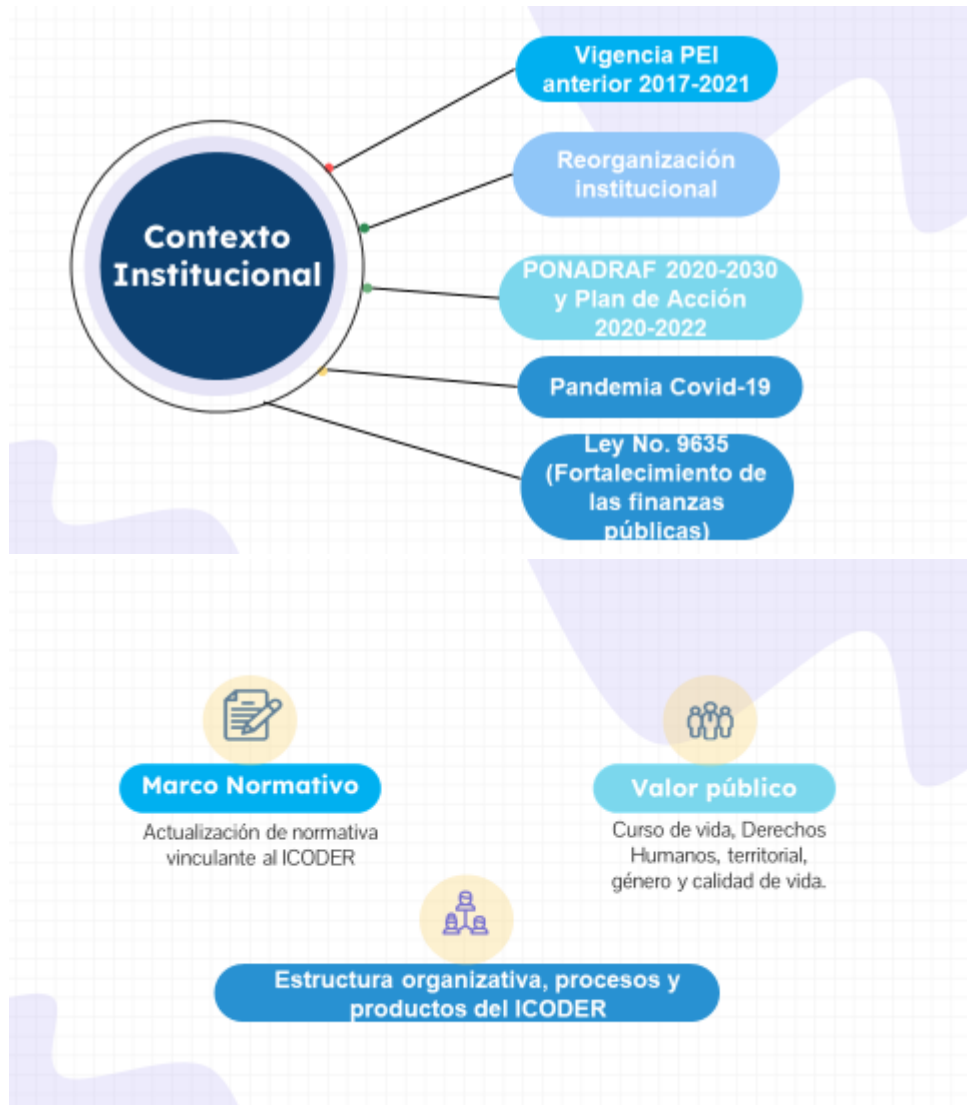 Vigencia PEI
anterior 2017-2021
Reorganización
institucional
Contexto
Institucional
PONADRAF 2020-2030
y Plan de Acción
2020-2022
Pandemia Covid-19
Ley No. 9635
(Fortalecimiento de
las finanzas
públicas)
Marco Normativo
Actualización de normativa
vinculante al ICODER
Valor público
Curso de vida, Derechos
Humanos, territorial,
género y calidad de vida.
Estructura organizativa, procesos y
productos del ICODER